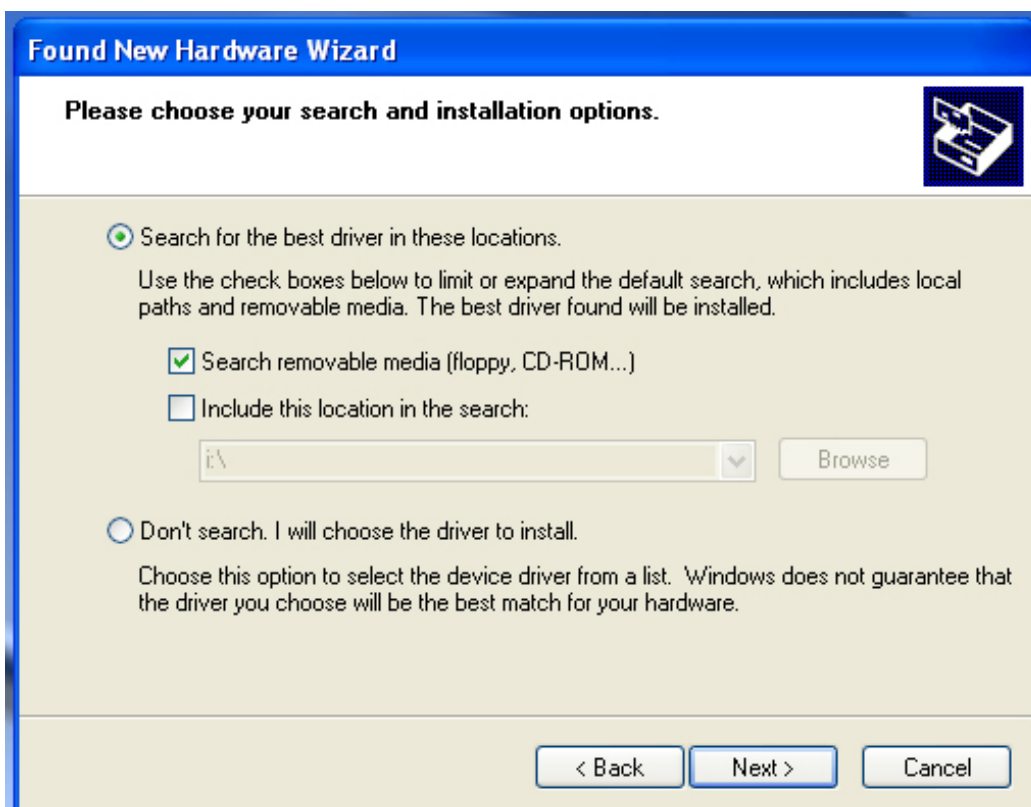 Found New Hardware Wizard
Please choose your search and installation options.
Search for the best driver in these locations.
Use the check boxes below to limit or expand the default search, which includes local
paths and removable media. The best driver found will be installed.
Search removable media (floppy, CD-ROM...)
Include this location in the search:
i:\
Browse
Don't search. I will choose the driver to install.
Choose this option to select the device driver from a list.  Windows does not guarantee that
the driver you choose will be the best match for your hardware.
< Back
Next >
Cancel